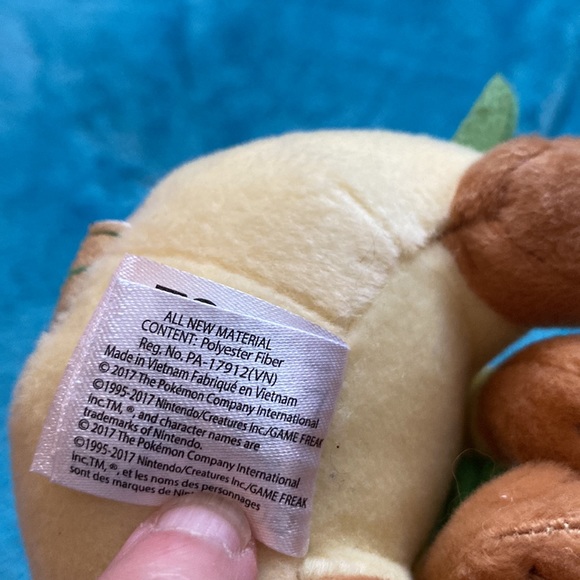 ALL NEW MATERIAL
CONTENT: Polyester Fiber
Reg. No. PA-17912(VN)
Made in Vietnam Fabriqué en Vietnam
© 2017 The Pokémon Company International
©1995-2017 Nintendo/Creatures Inc./GAME FREAK
Inc.TM, ®, and character names are
trademarks of Nintendo.
© 2017 The Pokémon Company International
©1995-2017 Nintendo/Creatures Inc./GAME FREAK
Inc.TM, ®, et les noms des personnages
sont des marques de